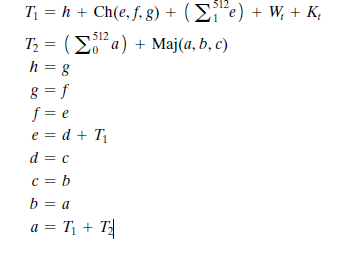 T₁ = h + Ch(e, f, g) + (∑₁⁵¹² e) + Wₜ + Kₜ
T₂ = (∑₀⁵¹² a) + Maj(a, b, c)
h = g
g = f
f = e
e = d + T₁
d = c
c = b
b = a
a = T₁ + T₂